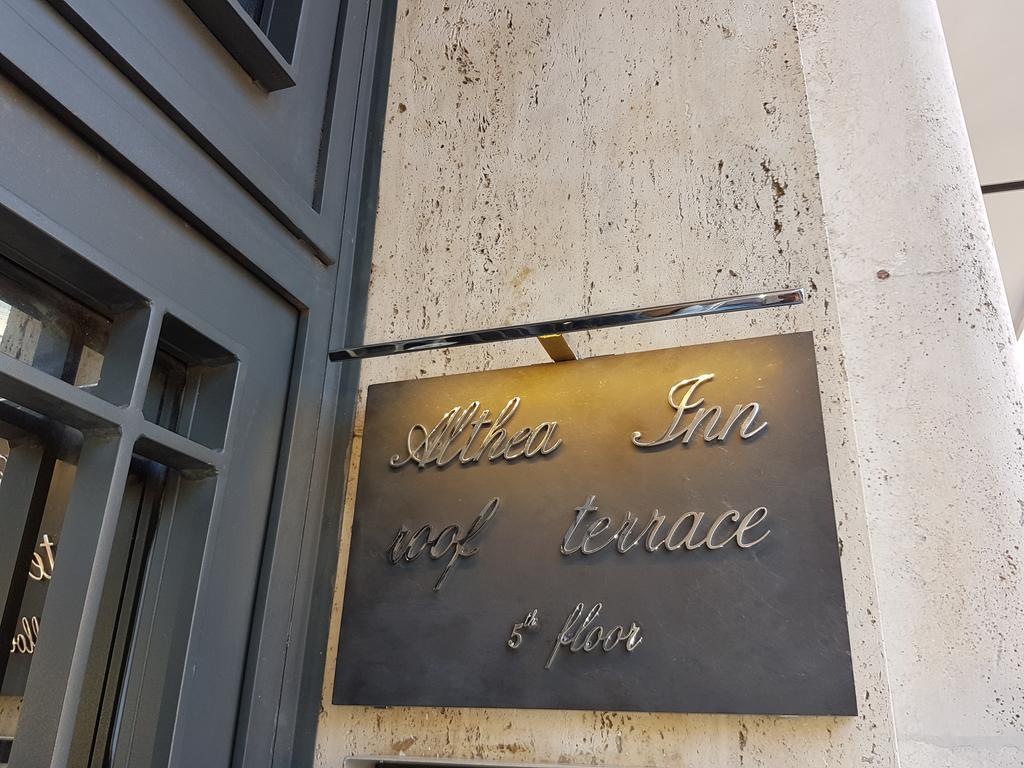 Althea Inn
roof terrace
5th floor